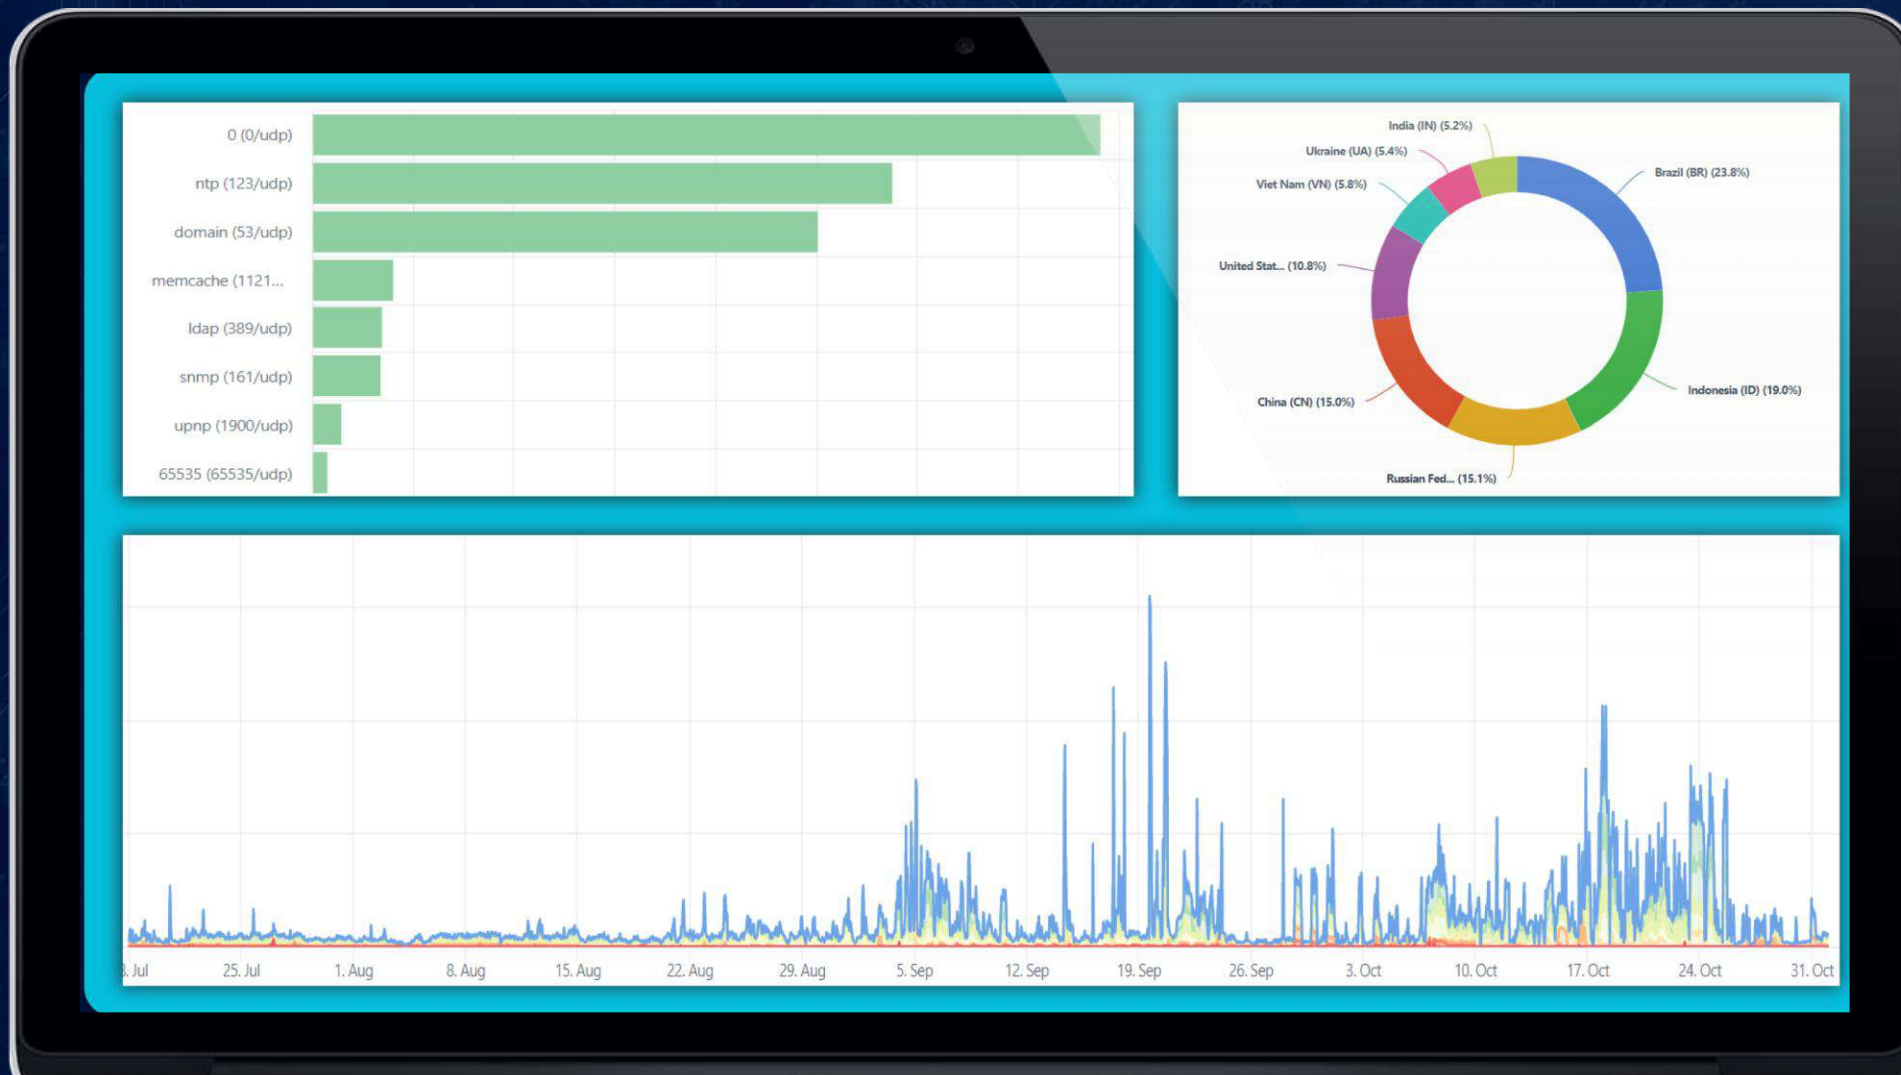 0 (0/udp)
ntp (123/udp)
domain (53/udp)
memcache (1121...
ldap (389/udp)
snmp (161/udp)
upnp (1900/udp)
65535 (65535/udp)
India (IN) (5.2%)
Ukraine (UA) (5.4%)
Viet Nam (VN) (5.8%)
United Stat... (10.8%)
China (CN) (15.0%)
Russian Fed... (15.1%)
Brazil (BR) (23.8%)
Indonesia (ID) (19.0%)
8. Jul 25. Jul 1. Aug 8. Aug 15. Aug 22. Aug 29. Aug 5. Sep 12. Sep 19. Sep 26. Sep 3. Oct 10. Oct 17. Oct 24. Oct 31. Oct